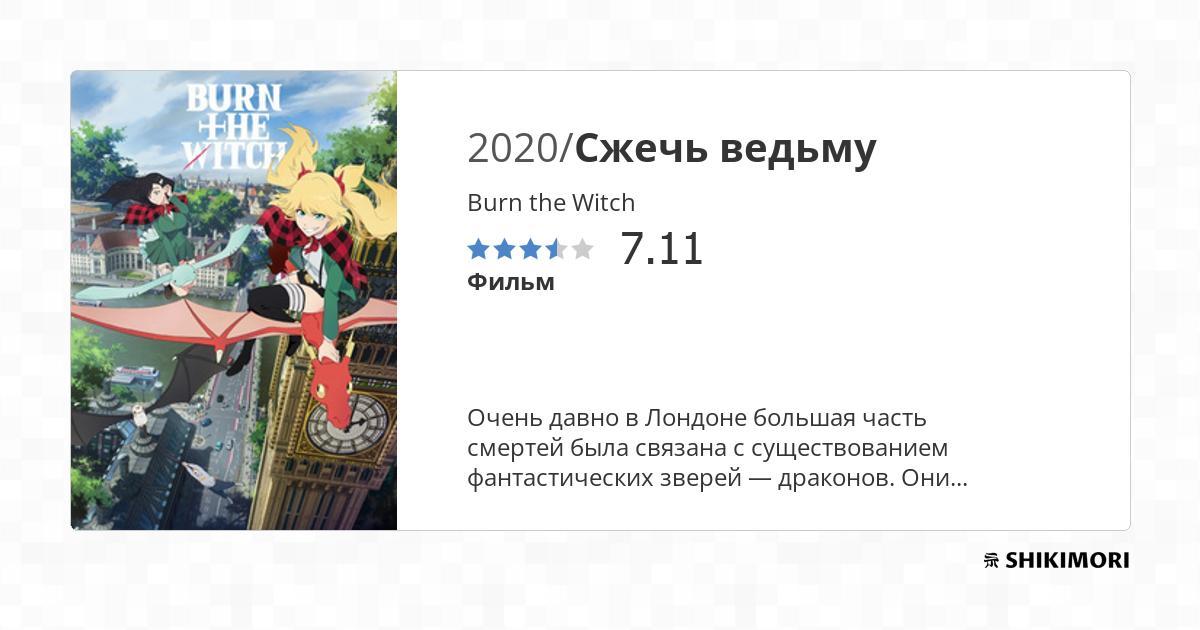 BURN
THE
WITCH
2020/Сжечь ведьму
Burn the Witch
7.11
Фильм
Очень давно в Лондоне большая часть
смертей была связана с существованием
фантастических зверей — драконов. Они...
SHIKIMORI